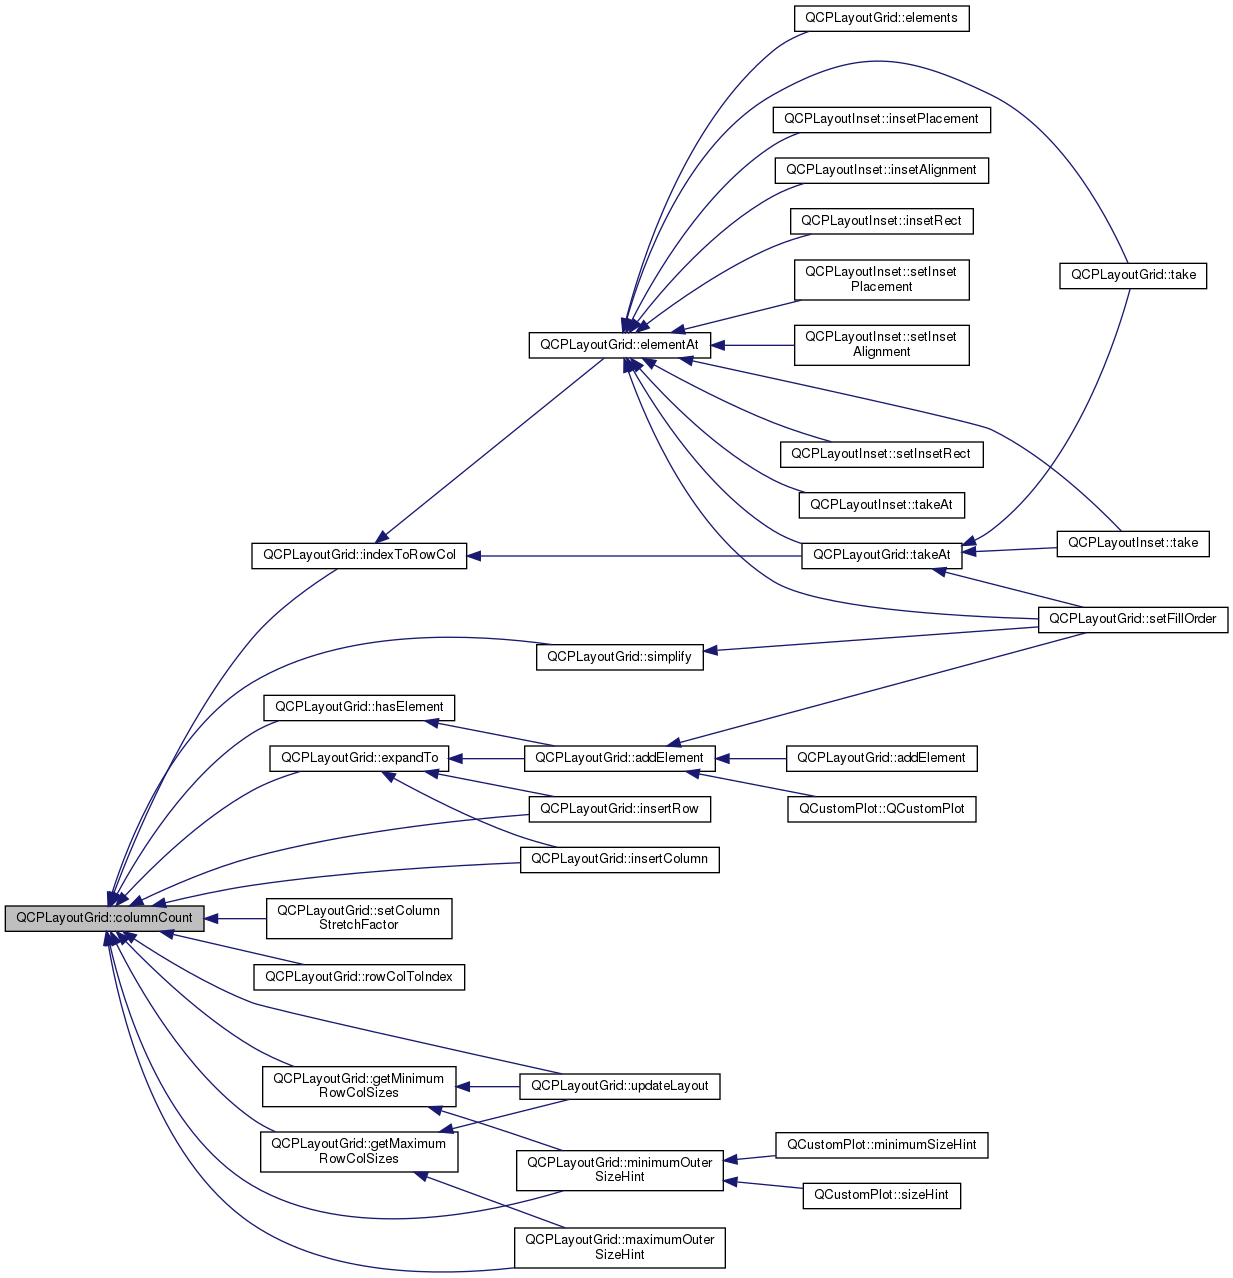 QCPLayoutGrid::elements
QCPLayoutInset::insetPlacement
QCPLayoutInset::insetAlignment
QCPLayoutInset::insetRect
QCPLayoutInset::setInset
Placement
QCPLayoutGrid::take
QCPLayoutGrid::elementAt
QCPLayoutInset::setInset
Alignment
QCPLayoutInset::setInsetRect
QCPLayoutInset::takeAt
QCPLayoutGrid::indexToRowCol
QCPLayoutGrid::takeAt
QCPLayoutInset::take
QCPLayoutGrid::setFillOrder
QCPLayoutGrid::simplify
QCPLayoutGrid::hasElement
QCPLayoutGrid::expandTo
QCPLayoutGrid::addElement
QCPLayoutGrid::addElement
QCPLayoutGrid::insertRow
QCustomPlot::QCustomPlot
QCPLayoutGrid::insertColumn
QCPLayoutGrid::columnCount
QCPLayoutGrid::setColumn
StretchFactor
QCPLayoutGrid::rowColToIndex
QCPLayoutGrid::getMinimum
RowColSizes
QCPLayoutGrid::updateLayout
QCPLayoutGrid::getMaximum
RowColSizes
QCPLayoutGrid::minimumOuter
SizeHint
QCustomPlot::minimumSizeHint
QCustomPlot::sizeHint
QCPLayoutGrid::maximumOuter
SizeHint